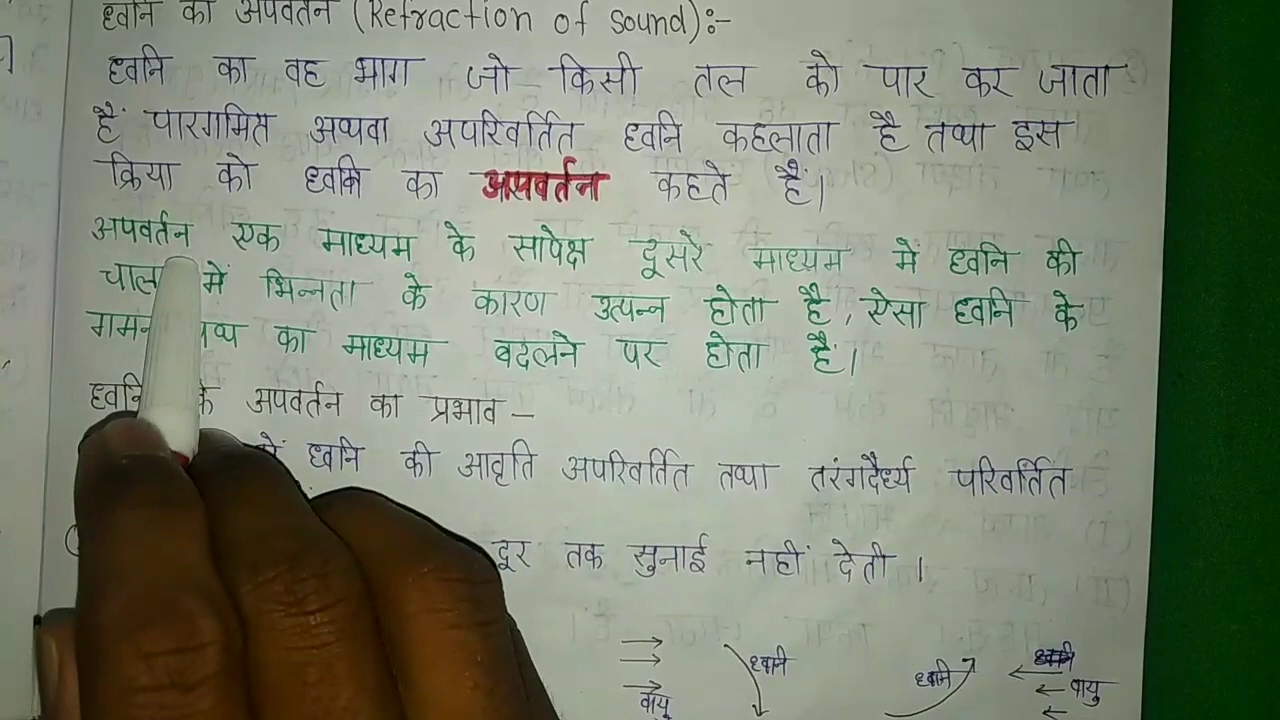 ध्वनि का अपवर्तन (Refraction of sound):-
ध्वनि का वह भाग जो किसी तल को पार कर जाता
हैं पारगमित अथवा अपरिवर्तित ध्वनि कहलाता है तथा इस
क्रिया को ध्वनि का अपवर्तन कहते हैं।
अपवर्तन एक माध्यम के सापेक्ष दूसरे माध्यम में ध्वनि की
चाल में भिन्नता के कारण उत्पन्न होता है, ऐसा ध्वनि के
गमन का माध्यम बदलने पर होता हैं।
ध्वनि के अपवर्तन का प्रभाव –
में ध्वनि की आवृति अपरिवर्तित तथा तरंगदैर्ध्य परिवर्तित
दूर तक सुनाई नहीं देती ।
ध्वनि ध्वनि वायु
वायु